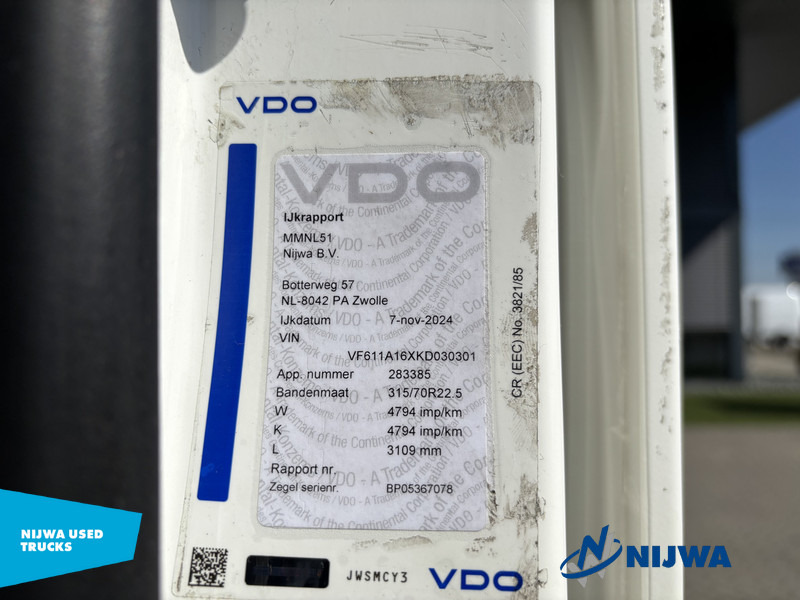 VDO
VDO
IJkrapport
MMNL51
Nijwa B.V.
Botterweg 57
NL-8042 PA Zwolle
IJkdatum 7-nov-2024
VIN
VF611A16XKD030301
App. nummer 283385
Bandenmaat 315/70R22.5
W 4794 imp/km
K 4794 imp/km
L 3109 mm
Rapport nr.
Zegel serienr. BP05367078
CR (EEC) No. 3821/85
JWSMCY3
VDO
NIJWA USED
TRUCKS
NIJWA